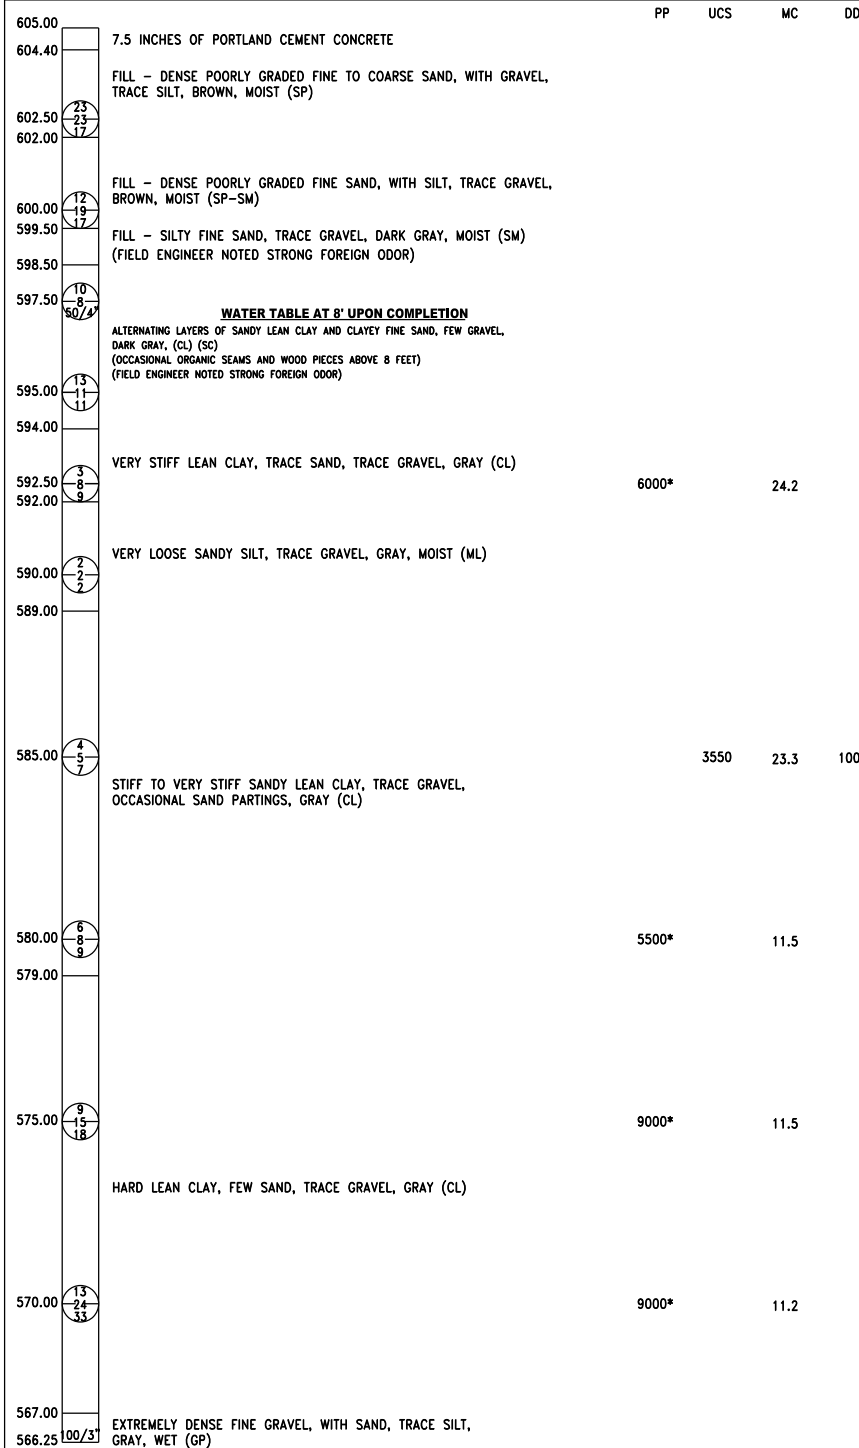 PP UCS MC DD
605.00
7.5 INCHES OF PORTLAND CEMENT CONCRETE
604.40
FILL – DENSE POORLY GRADED FINE TO COARSE SAND, WITH GRAVEL,
TRACE SILT, BROWN, MOIST (SP)
23
602.50 23
17
602.00
FILL – DENSE POORLY GRADED FINE SAND, WITH SILT, TRACE GRAVEL,
BROWN, MOIST (SP–SM)
12
600.00 19
17
599.50
FILL – SILTY FINE SAND, TRACE GRAVEL, DARK GRAY, MOIST (SM)
(FIELD ENGINEER NOTED STRONG FOREIGN ODOR)
598.50
10
597.50 8
50/4"
WATER TABLE AT 8' UPON COMPLETION
ALTERNATING LAYERS OF SANDY LEAN CLAY AND CLAYEY FINE SAND, FEW GRAVEL,
DARK GRAY, (CL) (SC)
(OCCASIONAL ORGANIC SEAMS AND WOOD PIECES ABOVE 8 FEET)
(FIELD ENGINEER NOTED STRONG FOREIGN ODOR)
13
595.00 11
11
594.00
VERY STIFF LEAN CLAY, TRACE SAND, TRACE GRAVEL, GRAY (CL)
3
592.50 8 6000* 24.2
9
592.00
VERY LOOSE SANDY SILT, TRACE GRAVEL, GRAY, MOIST (ML)
2
590.00 2
2
589.00
4
585.00 5 3550 23.3 100
7
STIFF TO VERY STIFF SANDY LEAN CLAY, TRACE GRAVEL,
OCCASIONAL SAND PARTINGS, GRAY (CL)
6
580.00 8 5500* 11.5
9
579.00
9
575.00 15 9000* 11.5
18
HARD LEAN CLAY, FEW SAND, TRACE GRAVEL, GRAY (CL)
13
570.00 24 9000* 11.2
33
567.00
EXTREMELY DENSE FINE GRAVEL, WITH SAND, TRACE SILT,
GRAY, WET (GP)
566.25 100/3"